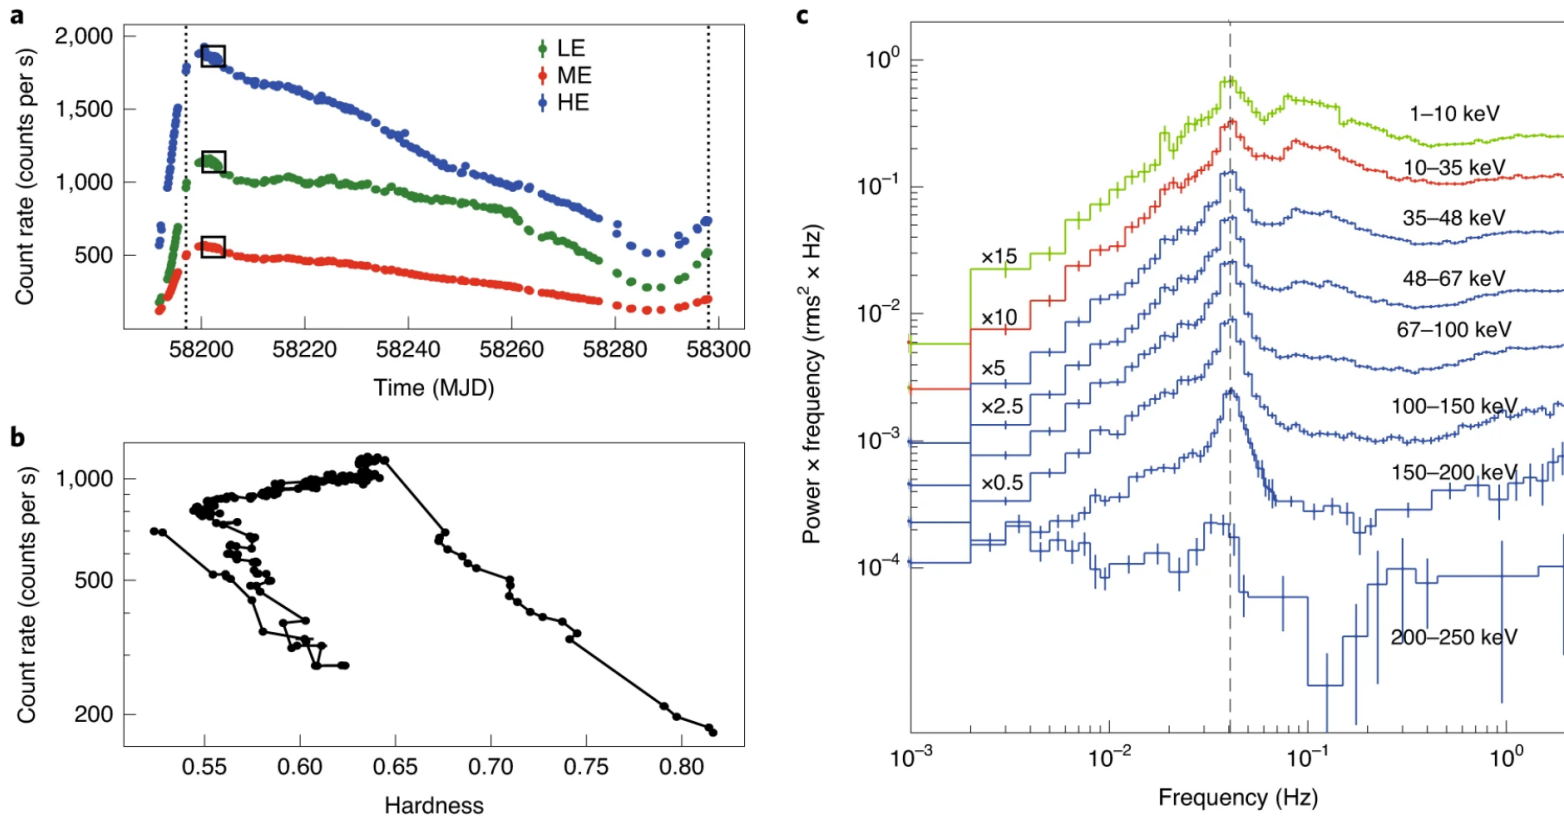 a
Count rate (counts per s)
2,000
1,500
1,000
500
LE
ME
HE
58200 58220 58240 58260 58280 58300
Time (MJD)
b
Count rate (counts per s)
1,000
500
200
0.55 0.60 0.65 0.70 0.75 0.80
Hardness
c
Power × frequency (rms² × Hz)
10⁰
10⁻¹
10⁻²
10⁻³
10⁻⁴
×15
×10
×5
×2.5
×0.5
1–10 keV
10–35 keV
35–48 keV
48–67 keV
67–100 keV
100–150 keV
150–200 keV
200–250 keV
10⁻³ 10⁻² 10⁻¹ 10⁰
Frequency (Hz)